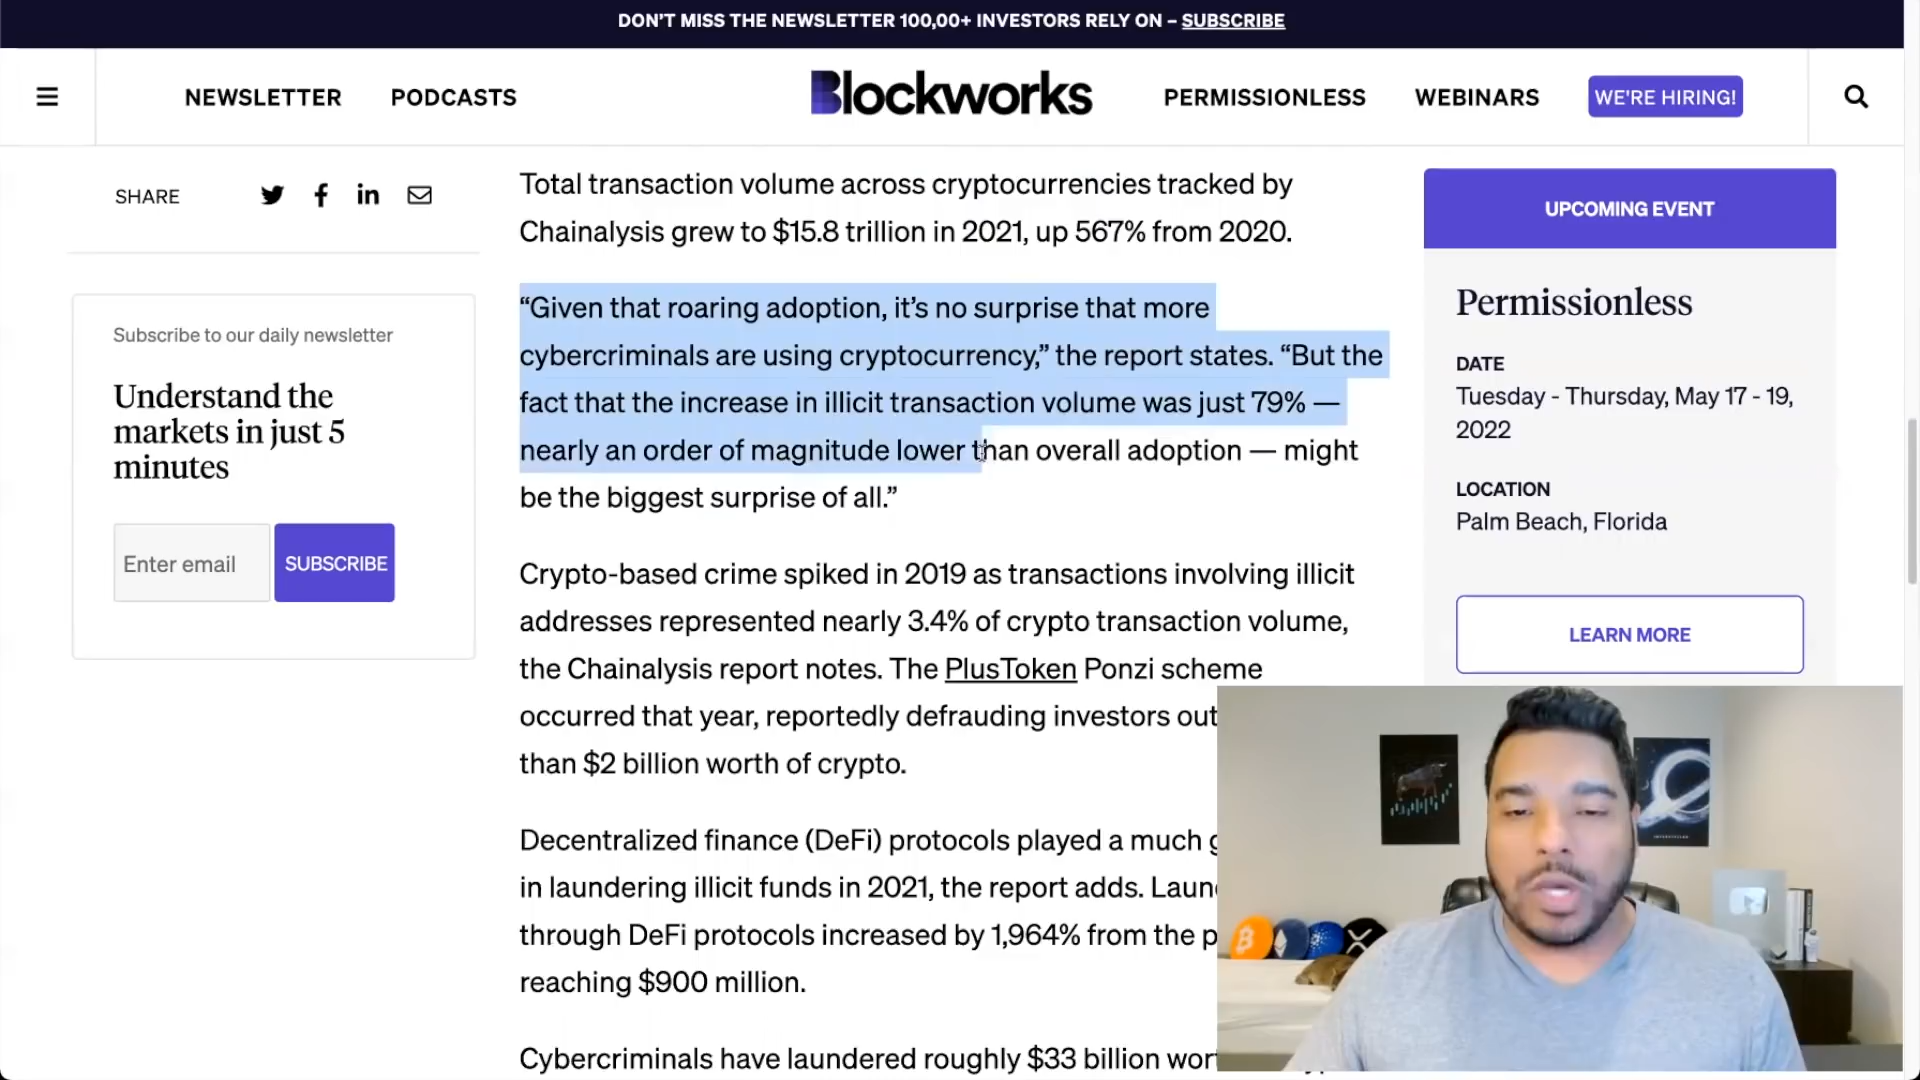 DON'T MISS THE NEWSLETTER 100,00+ INVESTORS RELY ON – SUBSCRIBE
NEWSLETTER
PODCASTS
Blockworks
PERMISSIONLESS
WEBINARS
WE'RE HIRING!
SHARE
Subscribe to our daily newsletter
Understand the
markets in just 5
minutes
Enter email
SUBSCRIBE
Total transaction volume across cryptocurrencies tracked by
Chainalysis grew to $15.8 trillion in 2021, up 567% from 2020.
“Given that roaring adoption, it’s no surprise that more
cybercriminals are using cryptocurrency,” the report states. “But the
fact that the increase in illicit transaction volume was just 79% —
nearly an order of magnitude lower than overall adoption — might
be the biggest surprise of all.”
Crypto-based crime spiked in 2019 as transactions involving illicit
addresses represented nearly 3.4% of crypto transaction volume,
the Chainalysis report notes. The PlusToken Ponzi scheme
occurred that year, reportedly defrauding investors out
than $2 billion worth of crypto.
Decentralized finance (DeFi) protocols played a much
in laundering illicit funds in 2021, the report adds.
through DeFi protocols increased by 1,964% from the
reaching $900 million.
Cybercriminals have laundered roughly $33 billion
UPCOMING EVENT
Permissionless
DATE
Tuesday - Thursday, May 17 - 19,
2022
LOCATION
Palm Beach, Florida
LEARN MORE
INTERSTELLAR